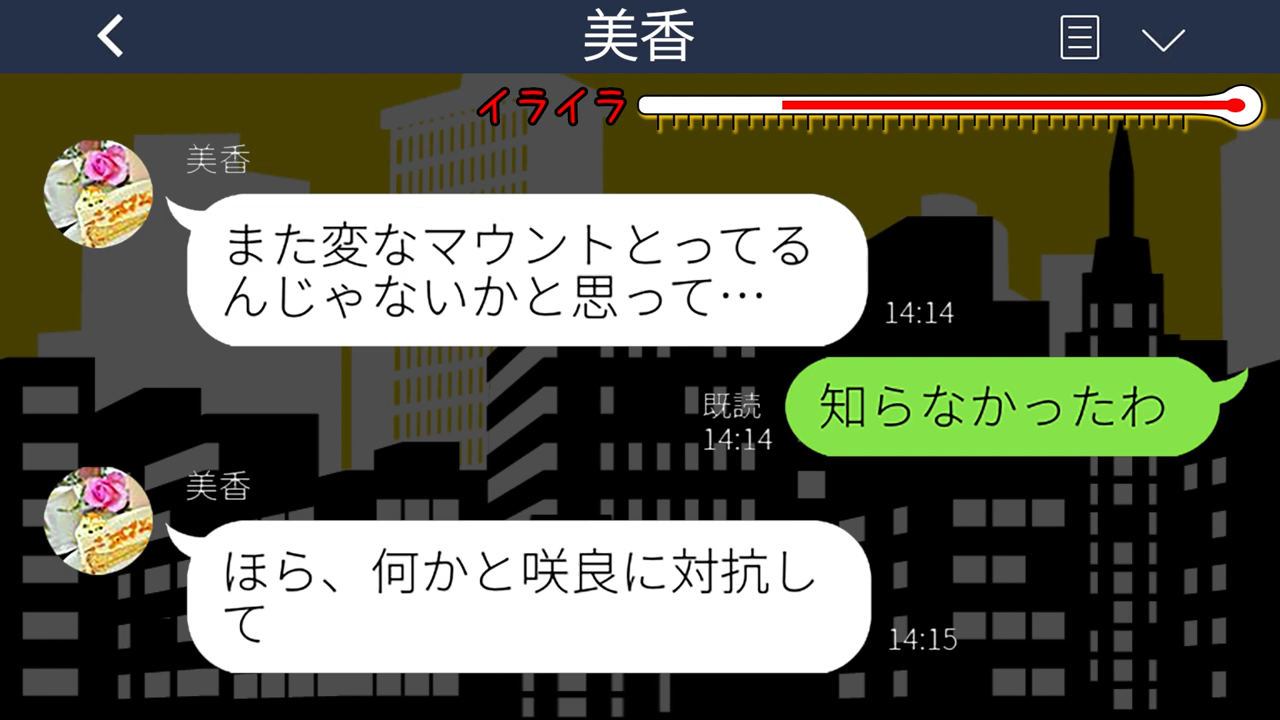 美香
イライラ
美香
また変なマウントとってる
んじゃないかと思って…
14:14
知らなかったわ
既読
14:14
美香
ほら、何かと咲良に対抗し
て
14:15